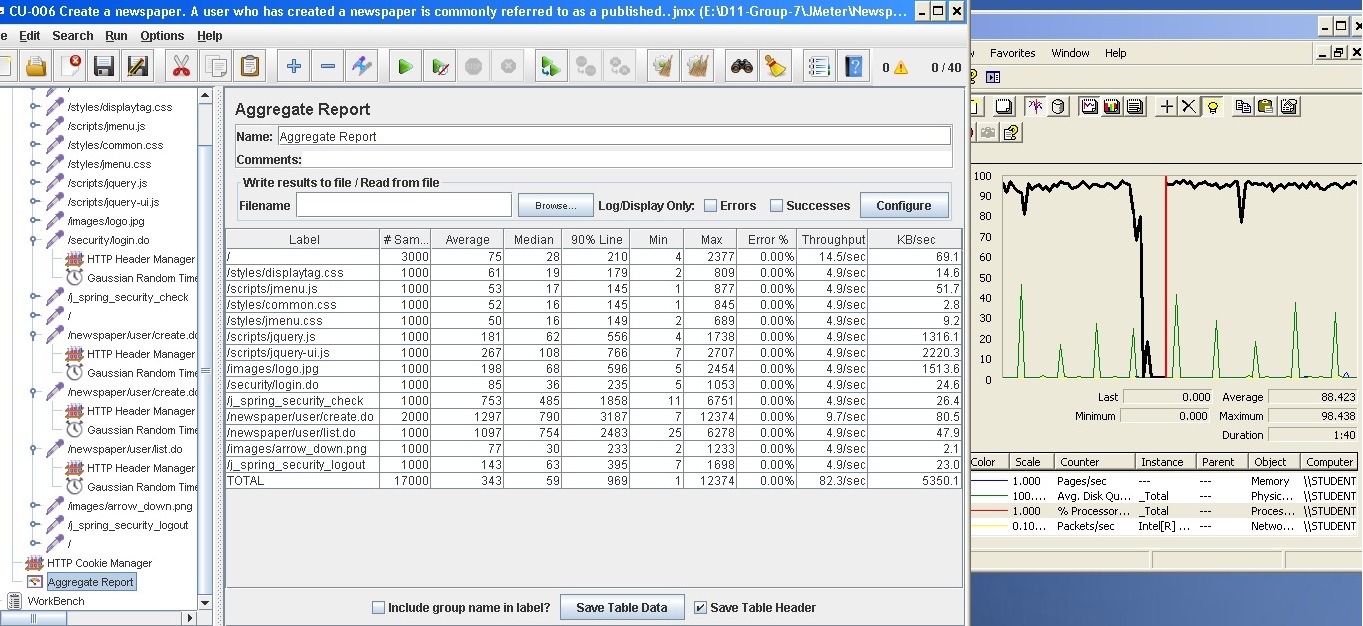 CU-006 Create a newspaper. A user who has created a newspaper is commonly referred to as a published..jmx (E:\D11-Group-7\JMeter\Newsp...
e Edit Search Run Options Help
0 0 / 40
/
/styles/displaytag.css
/scripts/jmenu.js
/styles/common.css
/styles/jmenu.css
/scripts/jquery.js
/scripts/jquery-ui.js
/images/logo.jpg
/security/login.do
HTTP Header Manager
Gaussian Random Time
/j_spring_security_check
/
/newspaper/user/create.do
HTTP Header Manager
Gaussian Random Time
/newspaper/user/create.do
HTTP Header Manager
Gaussian Random Time
/newspaper/user/list.do
HTTP Header Manager
Gaussian Random Time
/images/arrow_down.png
/j_spring_security_logout
/
HTTP Cookie Manager
Aggregate Report
WorkBench
Aggregate Report
Name: Aggregate Report
Comments:
Write results to file / Read from file
Filename Browse... Log/Display Only: Errors Successes Configure
Label # Sam... Average Median 90% Line Min Max Error % Throughput KB/sec
/ 3000 75 28 210 4 2377 0.00% 14.5/sec 69.1
/styles/displaytag.css 1000 61 19 179 2 809 0.00% 4.9/sec 14.6
/scripts/jmenu.js 1000 53 17 145 1 877 0.00% 4.9/sec 51.7
/styles/common.css 1000 52 16 145 1 845 0.00% 4.9/sec 2.8
/styles/jmenu.css 1000 50 16 149 2 689 0.00% 4.9/sec 9.2
/scripts/jquery.js 1000 181 62 556 4 1738 0.00% 4.9/sec 1316.1
/scripts/jquery-ui.js 1000 267 108 766 7 2707 0.00% 4.9/sec 2220.3
/images/logo.jpg 1000 198 68 596 5 2454 0.00% 4.9/sec 1513.6
/security/login.do 1000 85 36 235 5 1053 0.00% 4.9/sec 24.6
/j_spring_security_check 1000 753 485 1858 11 6751 0.00% 4.9/sec 26.4
/newspaper/user/create.do 2000 1297 790 3187 7 12374 0.00% 9.7/sec 80.5
/newspaper/user/list.do 1000 1097 754 2483 25 6278 0.00% 4.9/sec 47.9
/images/arrow_down.png 1000 77 30 233 2 1233 0.00% 4.9/sec 2.1
/j_spring_security_logout 1000 143 63 395 7 1698 0.00% 4.9/sec 23.0
TOTAL 17000 343 59 969 1 12374 0.00% 82.3/sec 5350.1
Include group name in label? Save Table Data Save Table Header
Favorites Window Help
100
90
80
70
60
50
40
30
20
10
0
Last 0.000 Average 88.423
Minimum 0.000 Maximum 98.438
Duration 1:40
Color Scale Counter Instance Parent Object Computer
1.000 Pages/sec --- --- Memory \\STUDENT
100.... Avg. Disk Qu... _Total --- Physic... \\STUDENT
1.000 % Processor... _Total --- Proces... \\STUDENT
0.10... Packets/sec Intel[R] ... --- Netwo... \\STUDENT